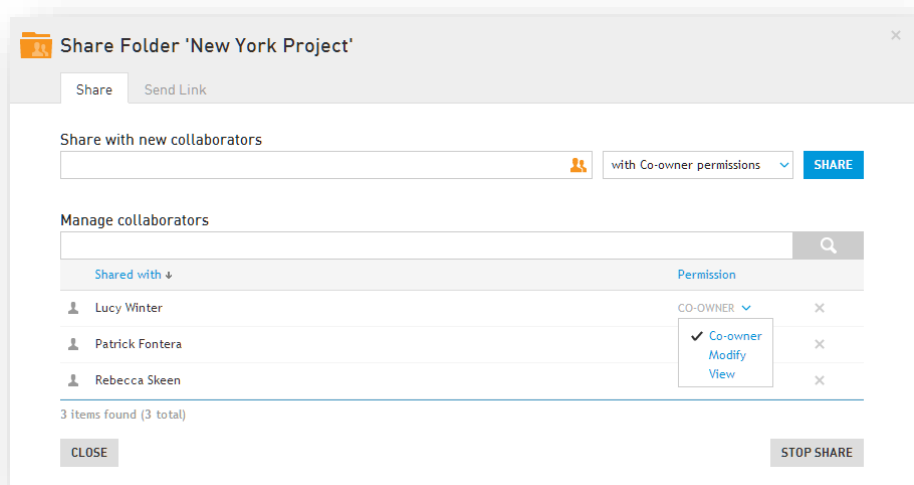 Share Folder 'New York Project'
Share Send Link
Share with new collaborators
with Co-owner permissions SHARE
Manage collaborators
Shared with Permission
Lucy Winter CO-OWNER
Co-owner
Patrick Fontera
Modify
View
Rebecca Skeen
3 items found (3 total)
CLOSE STOP SHARE